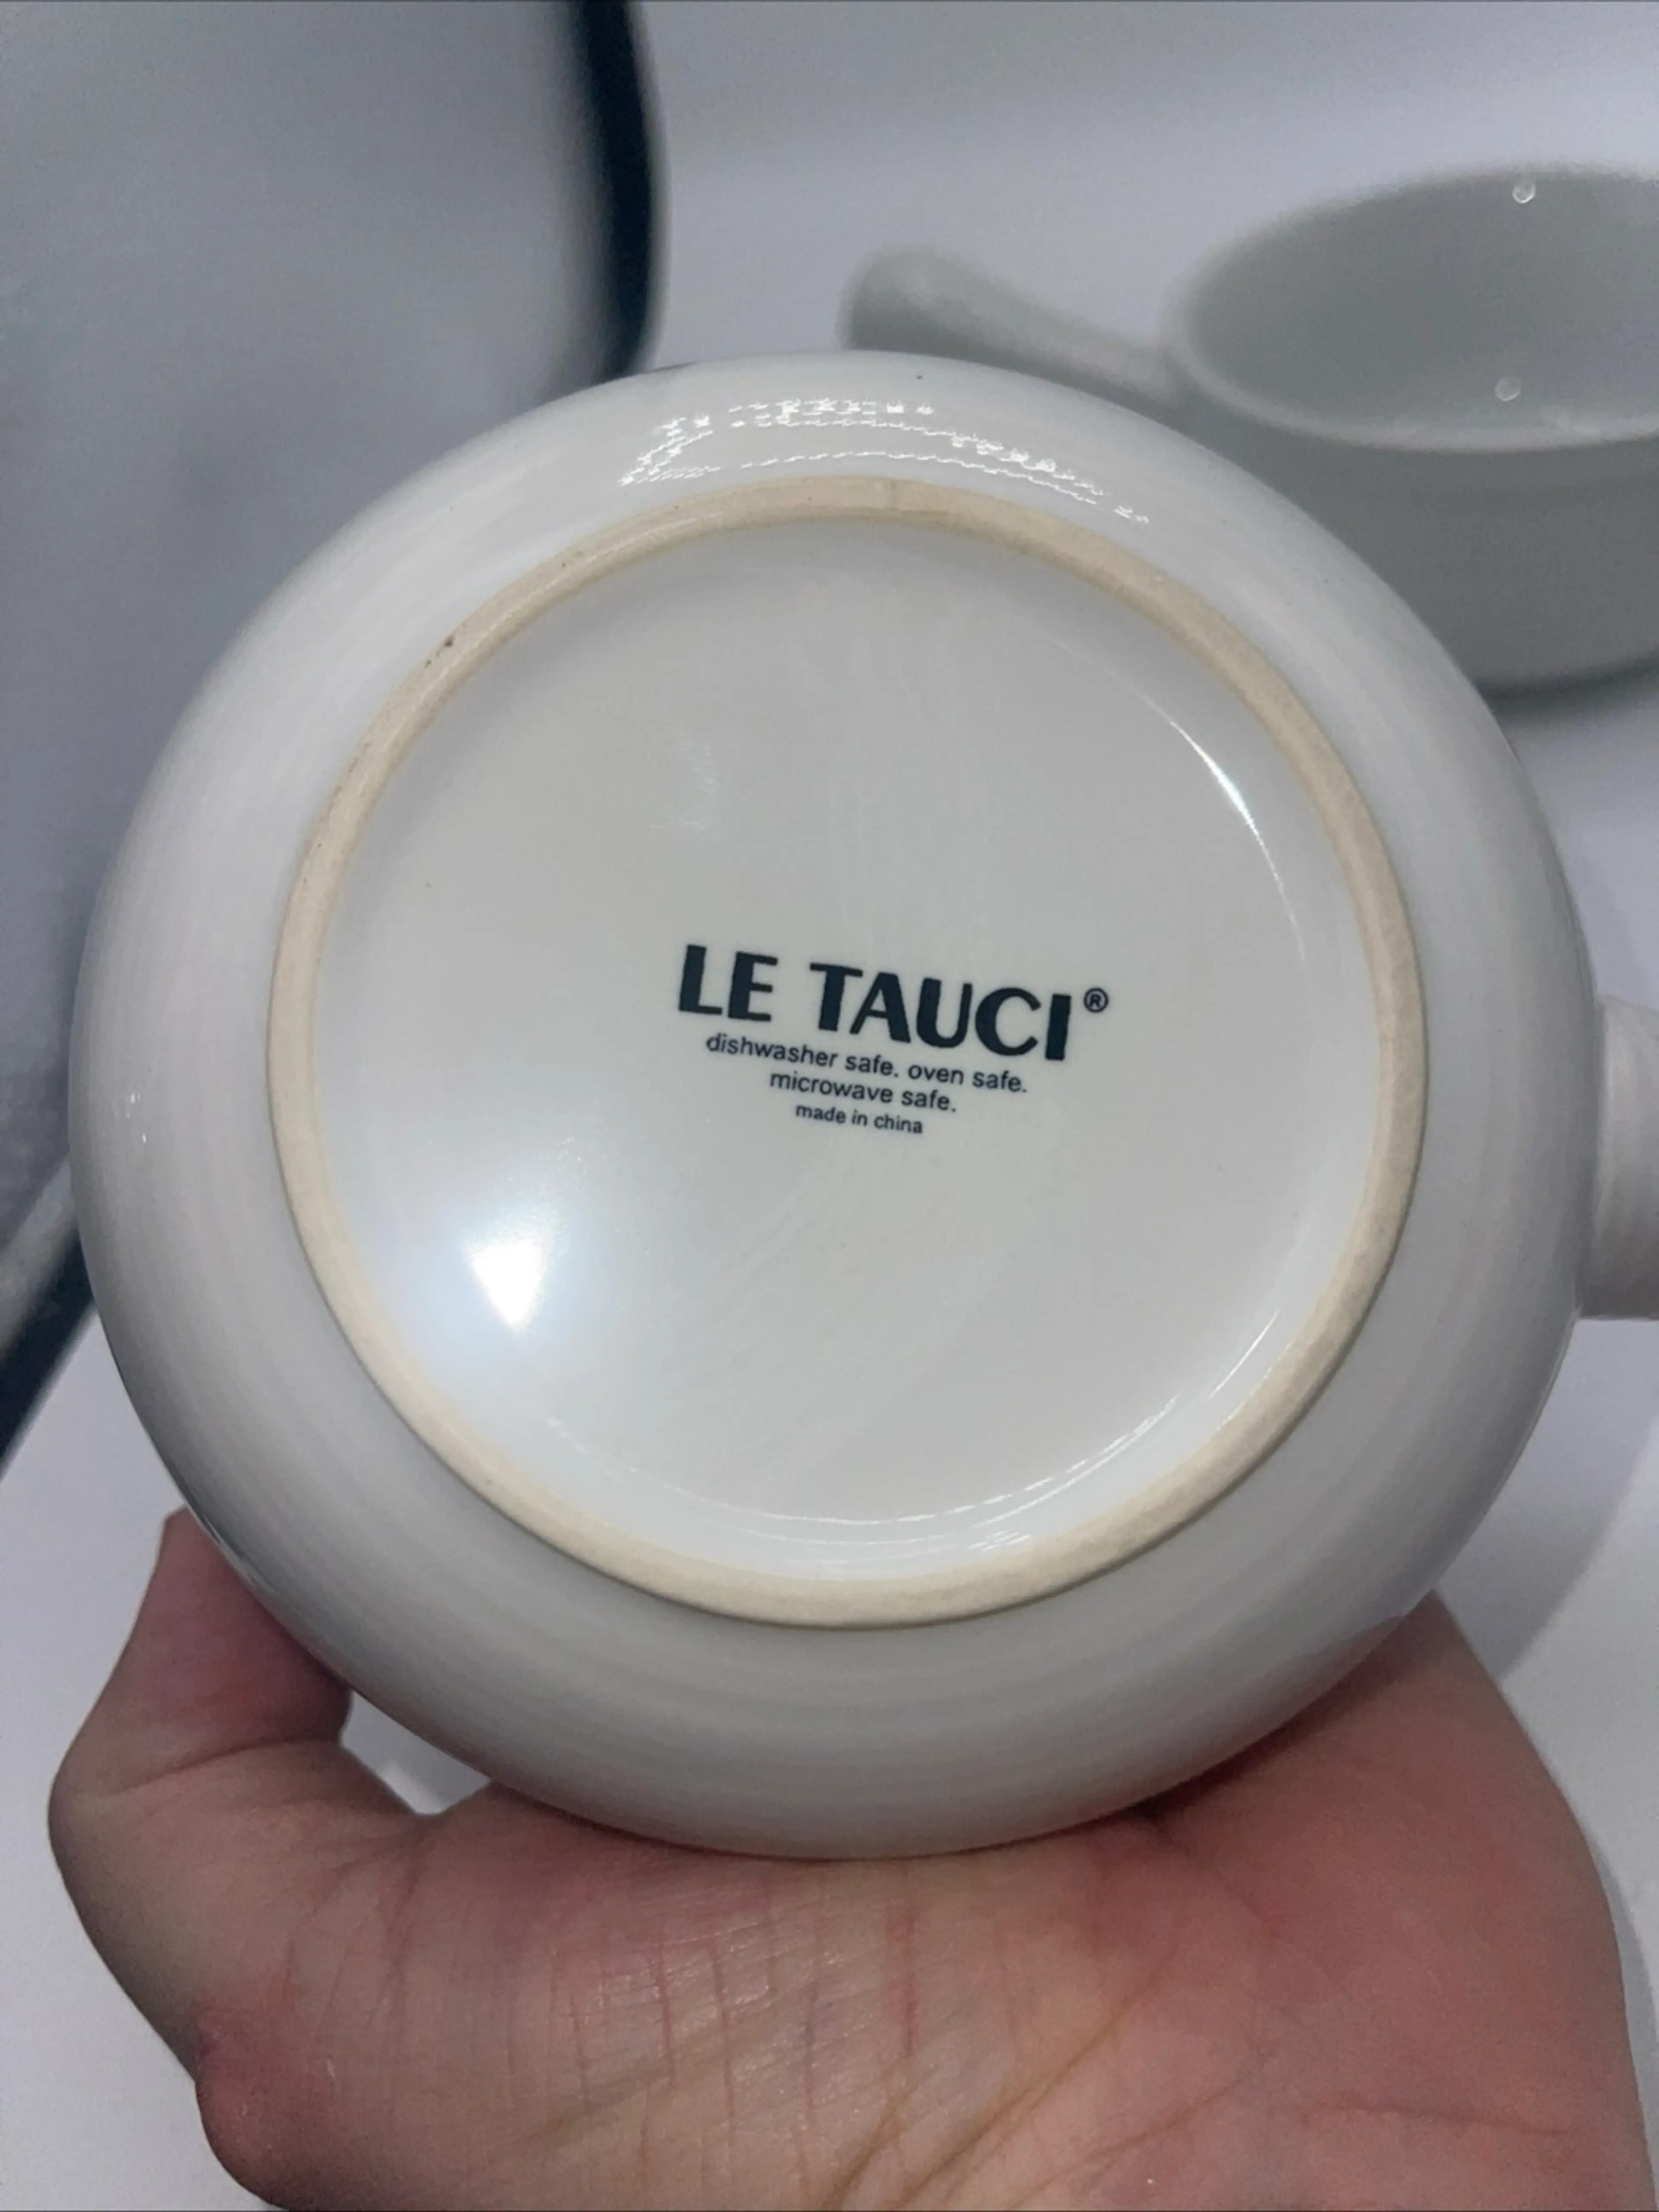 LE TAUCI®
dishwasher safe. oven safe.
microwave safe.
made in china